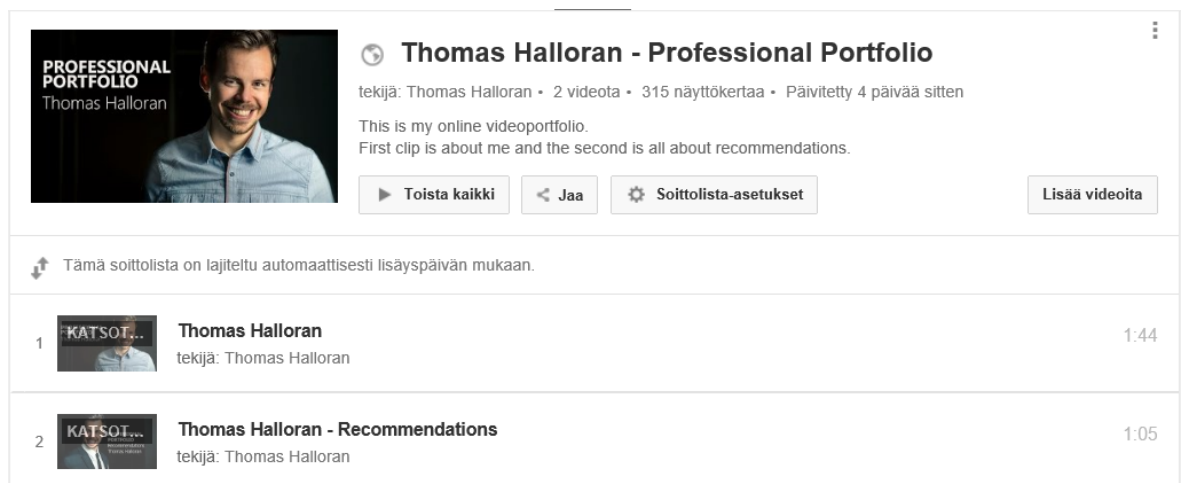 PROFESSIONAL
PORTFOLIO
Thomas Halloran
Thomas Halloran - Professional Portfolio
tekijä: Thomas Halloran • 2 videota • 315 näyttökertaa • Päivitetty 4 päivää sitten
This is my online videoportfolio.
First clip is about me and the second is all about recommendations.
Toista kaikki
Jaa
Soittolista-asetukset
Lisää videoita
Tämä soittolista on lajiteltu automaattisesti lisäyspäivän mukaan.
1
KATSOT...
Thomas Halloran
1:44
tekijä: Thomas Halloran
2
KATSOT...
Thomas Halloran - Recommendations
1:05
tekijä: Thomas Halloran